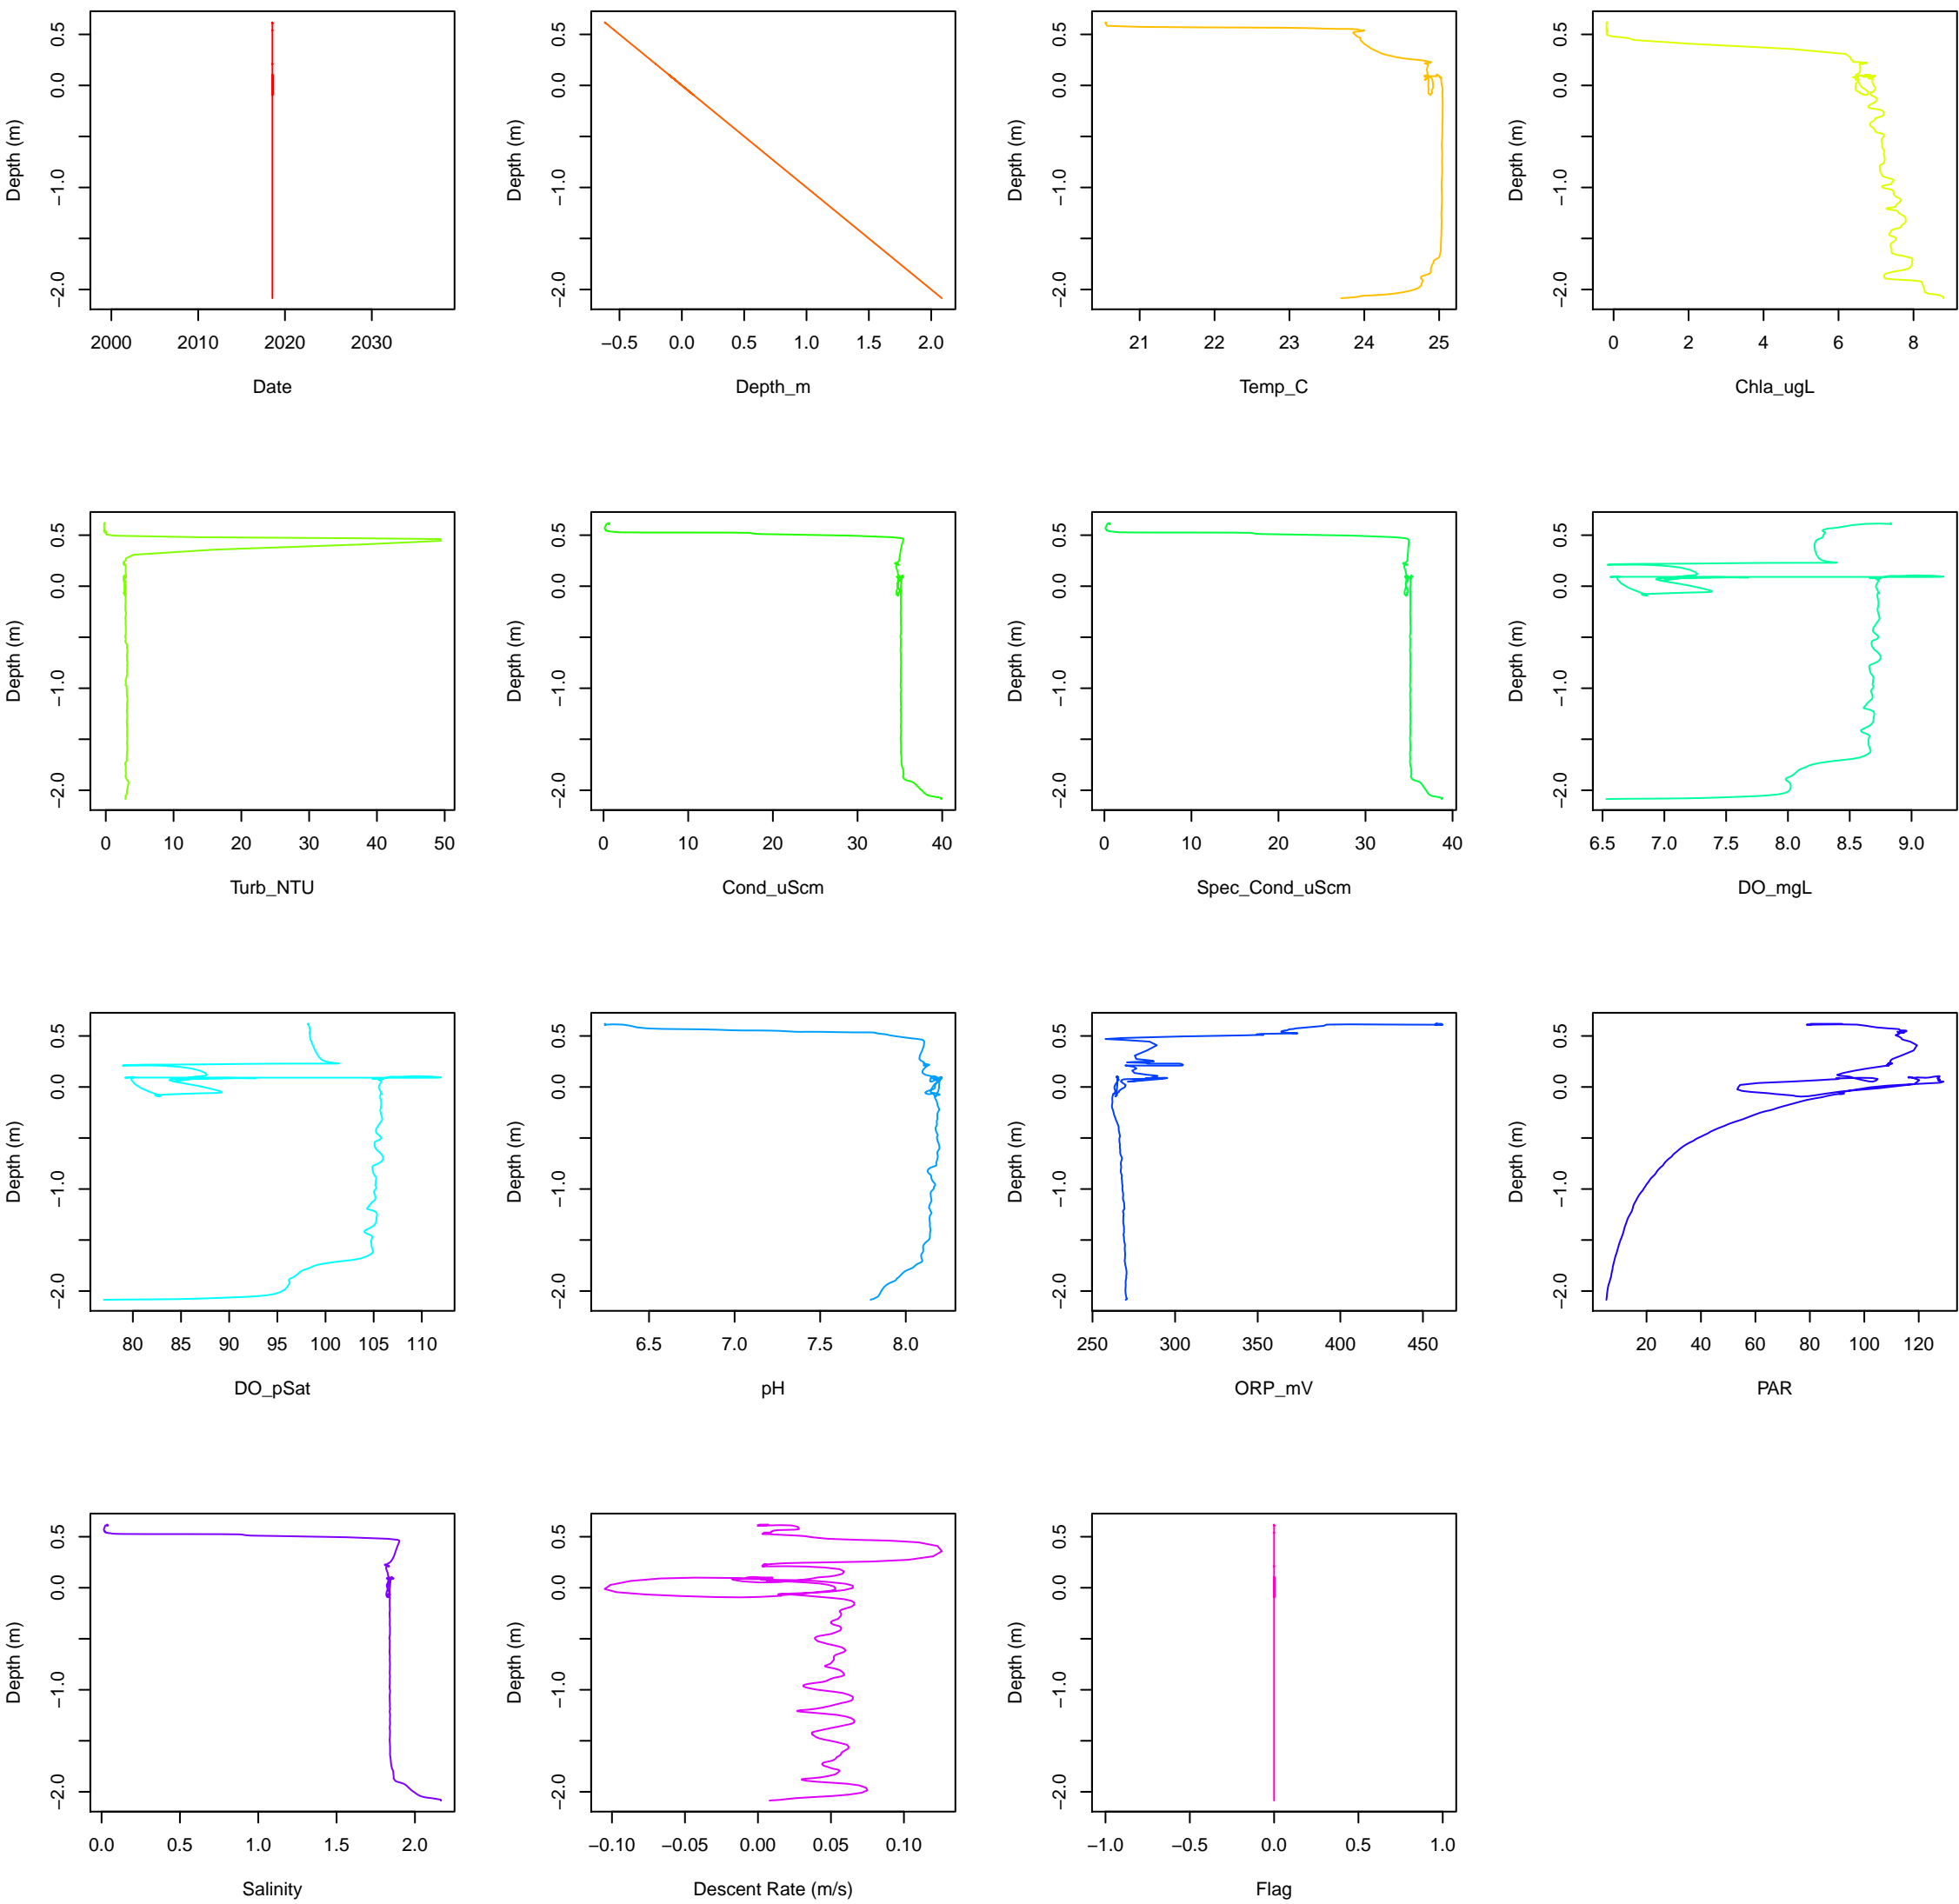 Depth (m)
0.5
0.0
−1.0
−2.0
2000 2010 2020 2030
Date
Depth (m)
0.5
0.0
−1.0
−2.0
−0.5 0.0 0.5 1.0 1.5 2.0
Depth_m
Depth (m)
0.5
0.0
−1.0
−2.0
21 22 23 24 25
Temp_C
Depth (m)
0.5
0.0
−1.0
−2.0
0 2 4 6 8
Chla_ugL
Depth (m)
0.5
0.0
−1.0
−2.0
0 10 20 30 40 50
Turb_NTU
Depth (m)
0.5
0.0
−1.0
−2.0
0 10 20 30 40
Cond_uScm
Depth (m)
0.5
0.0
−1.0
−2.0
0 10 20 30 40
Spec_Cond_uScm
Depth (m)
0.5
0.0
−1.0
−2.0
6.5 7.0 7.5 8.0 8.5 9.0
DO_mgL
Depth (m)
0.5
0.0
−1.0
−2.0
80 85 90 95 100 105 110
DO_pSat
Depth (m)
0.5
0.0
−1.0
−2.0
6.5 7.0 7.5 8.0
pH
Depth (m)
0.5
0.0
−1.0
−2.0
250 300 350 400 450
ORP_mV
Depth (m)
0.5
0.0
−1.0
−2.0
20 40 60 80 100 120
PAR
Depth (m)
0.5
0.0
−1.0
−2.0
0.0 0.5 1.0 1.5 2.0
Salinity
Depth (m)
0.5
0.0
−1.0
−2.0
−0.10 −0.05 0.00 0.05 0.10
Descent Rate (m/s)
Depth (m)
0.5
0.0
−1.0
−2.0
−1.0 −0.5 0.0 0.5 1.0
Flag